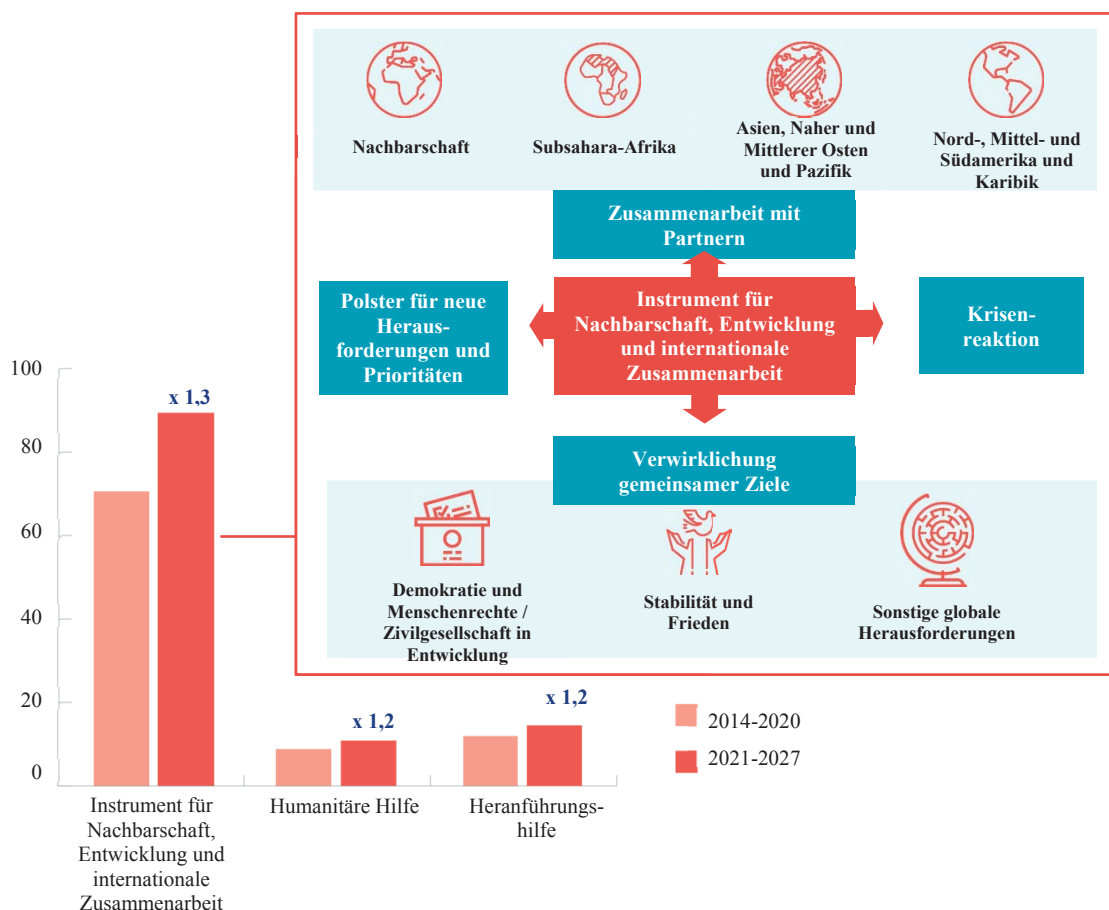 Nachbarschaft
Subsahara-Afrika
Asien, Naher und
Mittlerer Osten
und Pazifik
Nord-, Mittel- und
Südamerika und
Karibik
Zusammenarbeit mit
Partnern
Polster für neue
Heraus-
forderungen und
Prioritäten
Instrument für
Nachbarschaft, Entwicklung
und internationale
Zusammenarbeit
Krisen-
reaktion
Verwirklichung
gemeinsamer Ziele
Demokratie und
Menschenrechte /
Zivilgesellschaft in
Entwicklung
Stabilität und
Frieden
Sonstige globale
Herausforderungen
100
80
60
40
20
0
x 1,3
x 1,2
x 1,2
2014-2020
2021-2027
Instrument für
Nachbarschaft,
Entwicklung und
internationale
Zusammenarbeit
Humanitäre Hilfe
Heranführungs-
hilfe